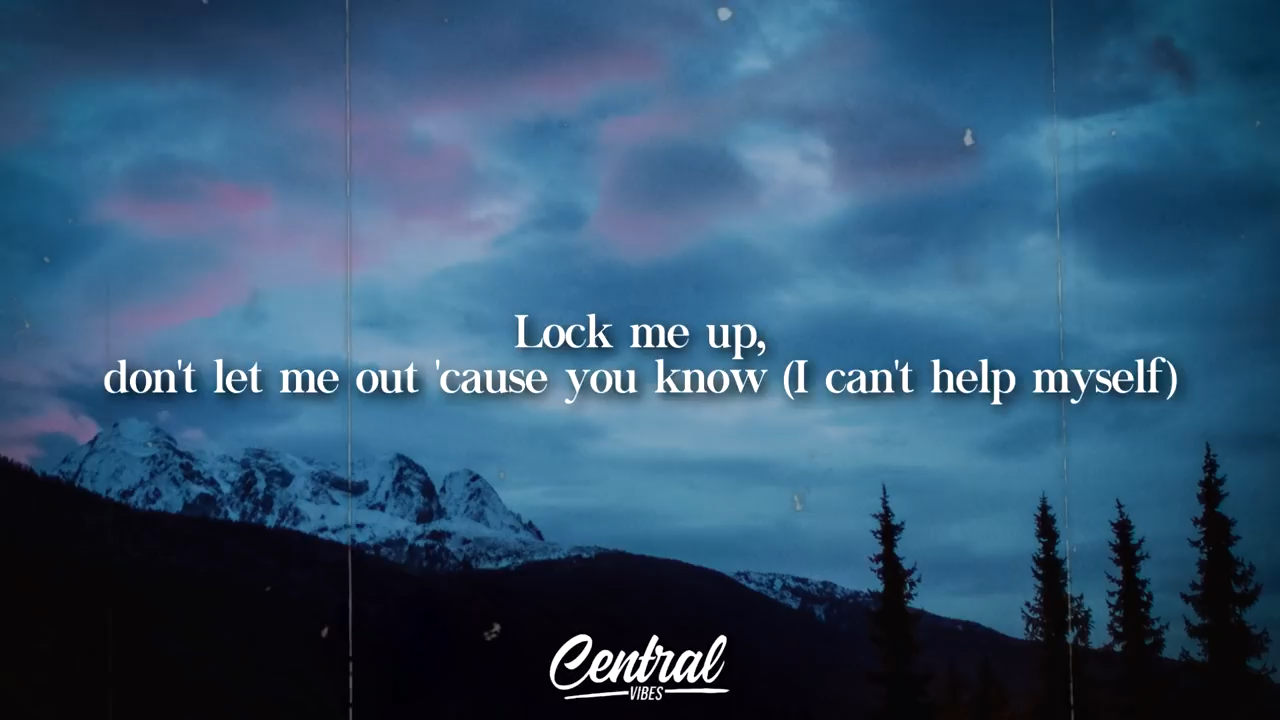 Lock me up,
don't let me out 'cause you know (I can't help myself)
Central
VIBES